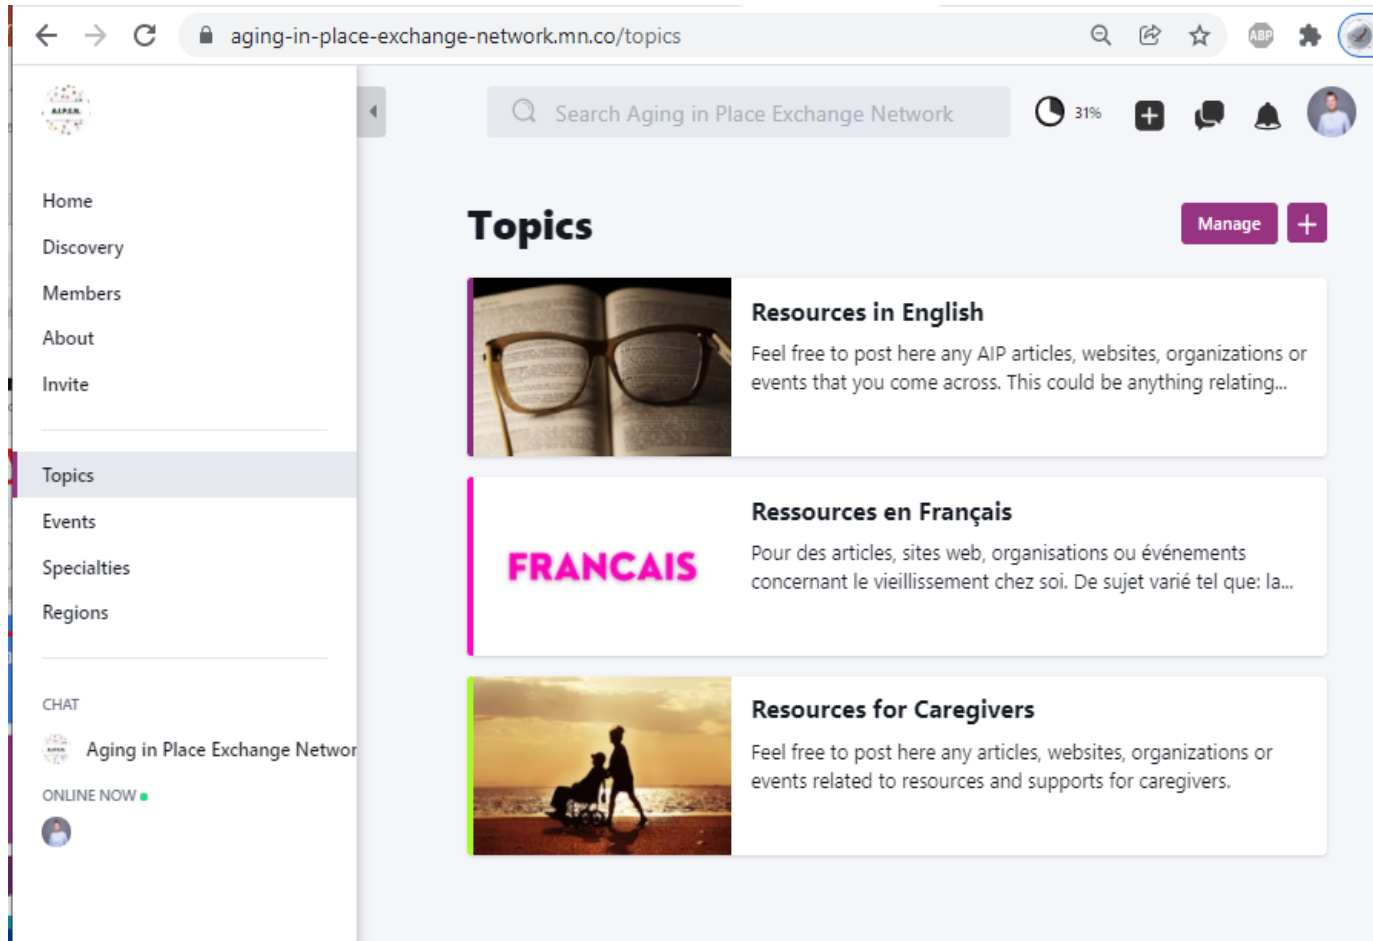 aging-in-place-exchange-network.mn.co/topics
ABP
A.I.P.E.N.
Search Aging in Place Exchange Network
31%
Home
Discovery
Members
About
Invite
Topics
Events
Specialties
Regions
CHAT
Aging in Place Exchange Networ
ONLINE NOW
Topics
Manage
Resources in English
Feel free to post here any AIP articles, websites, organizations or
events that you come across. This could be anything relating...
FRANCAIS
Ressources en Français
Pour des articles, sites web, organisations ou événements
concernant le vieillissement chez soi. De sujet varié tel que: la...
Resources for Caregivers
Feel free to post here any articles, websites, organizations or
events related to resources and supports for caregivers.